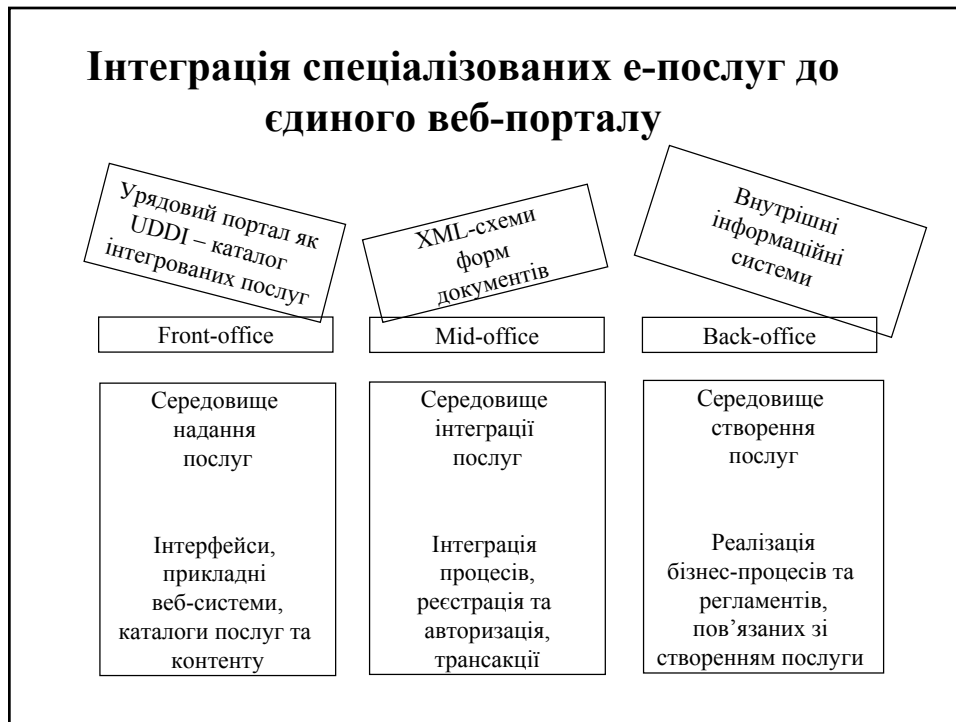 Інтеграція спеціалізованих е-послуг до
єдиного веб-порталу
Урядовий портал як
UDDI – каталог
інтегрованих послуг
XML-схеми
форм
документів
Внутрішні
інформаційні
системи
Front-office
Mid-office
Back-office
Середовище
надання
послуг
Інтерфейси,
прикладні
веб-системи,
каталоги послуг та
контенту
Середовище
інтеграції
послуг
Інтеграція
процесів,
реєстрація та
авторизація,
трансакції
Середовище
створення
послуг
Реалізація
бізнес-процесів та
регламентів,
пов’язаних зі
створенням послуги